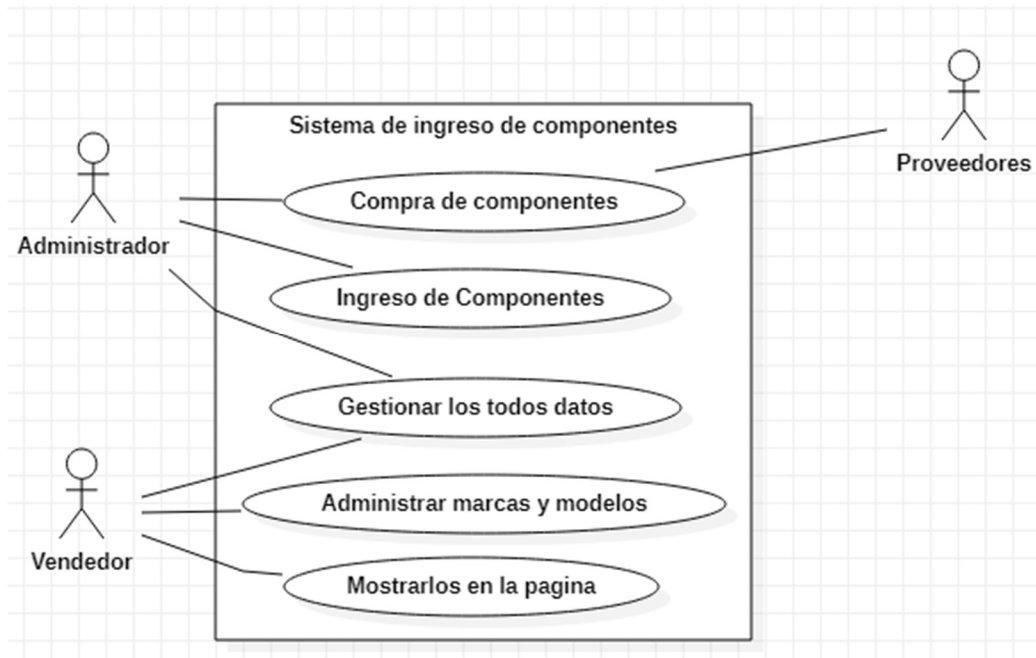 Sistema de ingreso de componentes
Proveedores
Compra de componentes
Administrador
Ingreso de Componentes
Gestionar los todos datos
Administrar marcas y modelos
Vendedor
Mostrarlos en la pagina